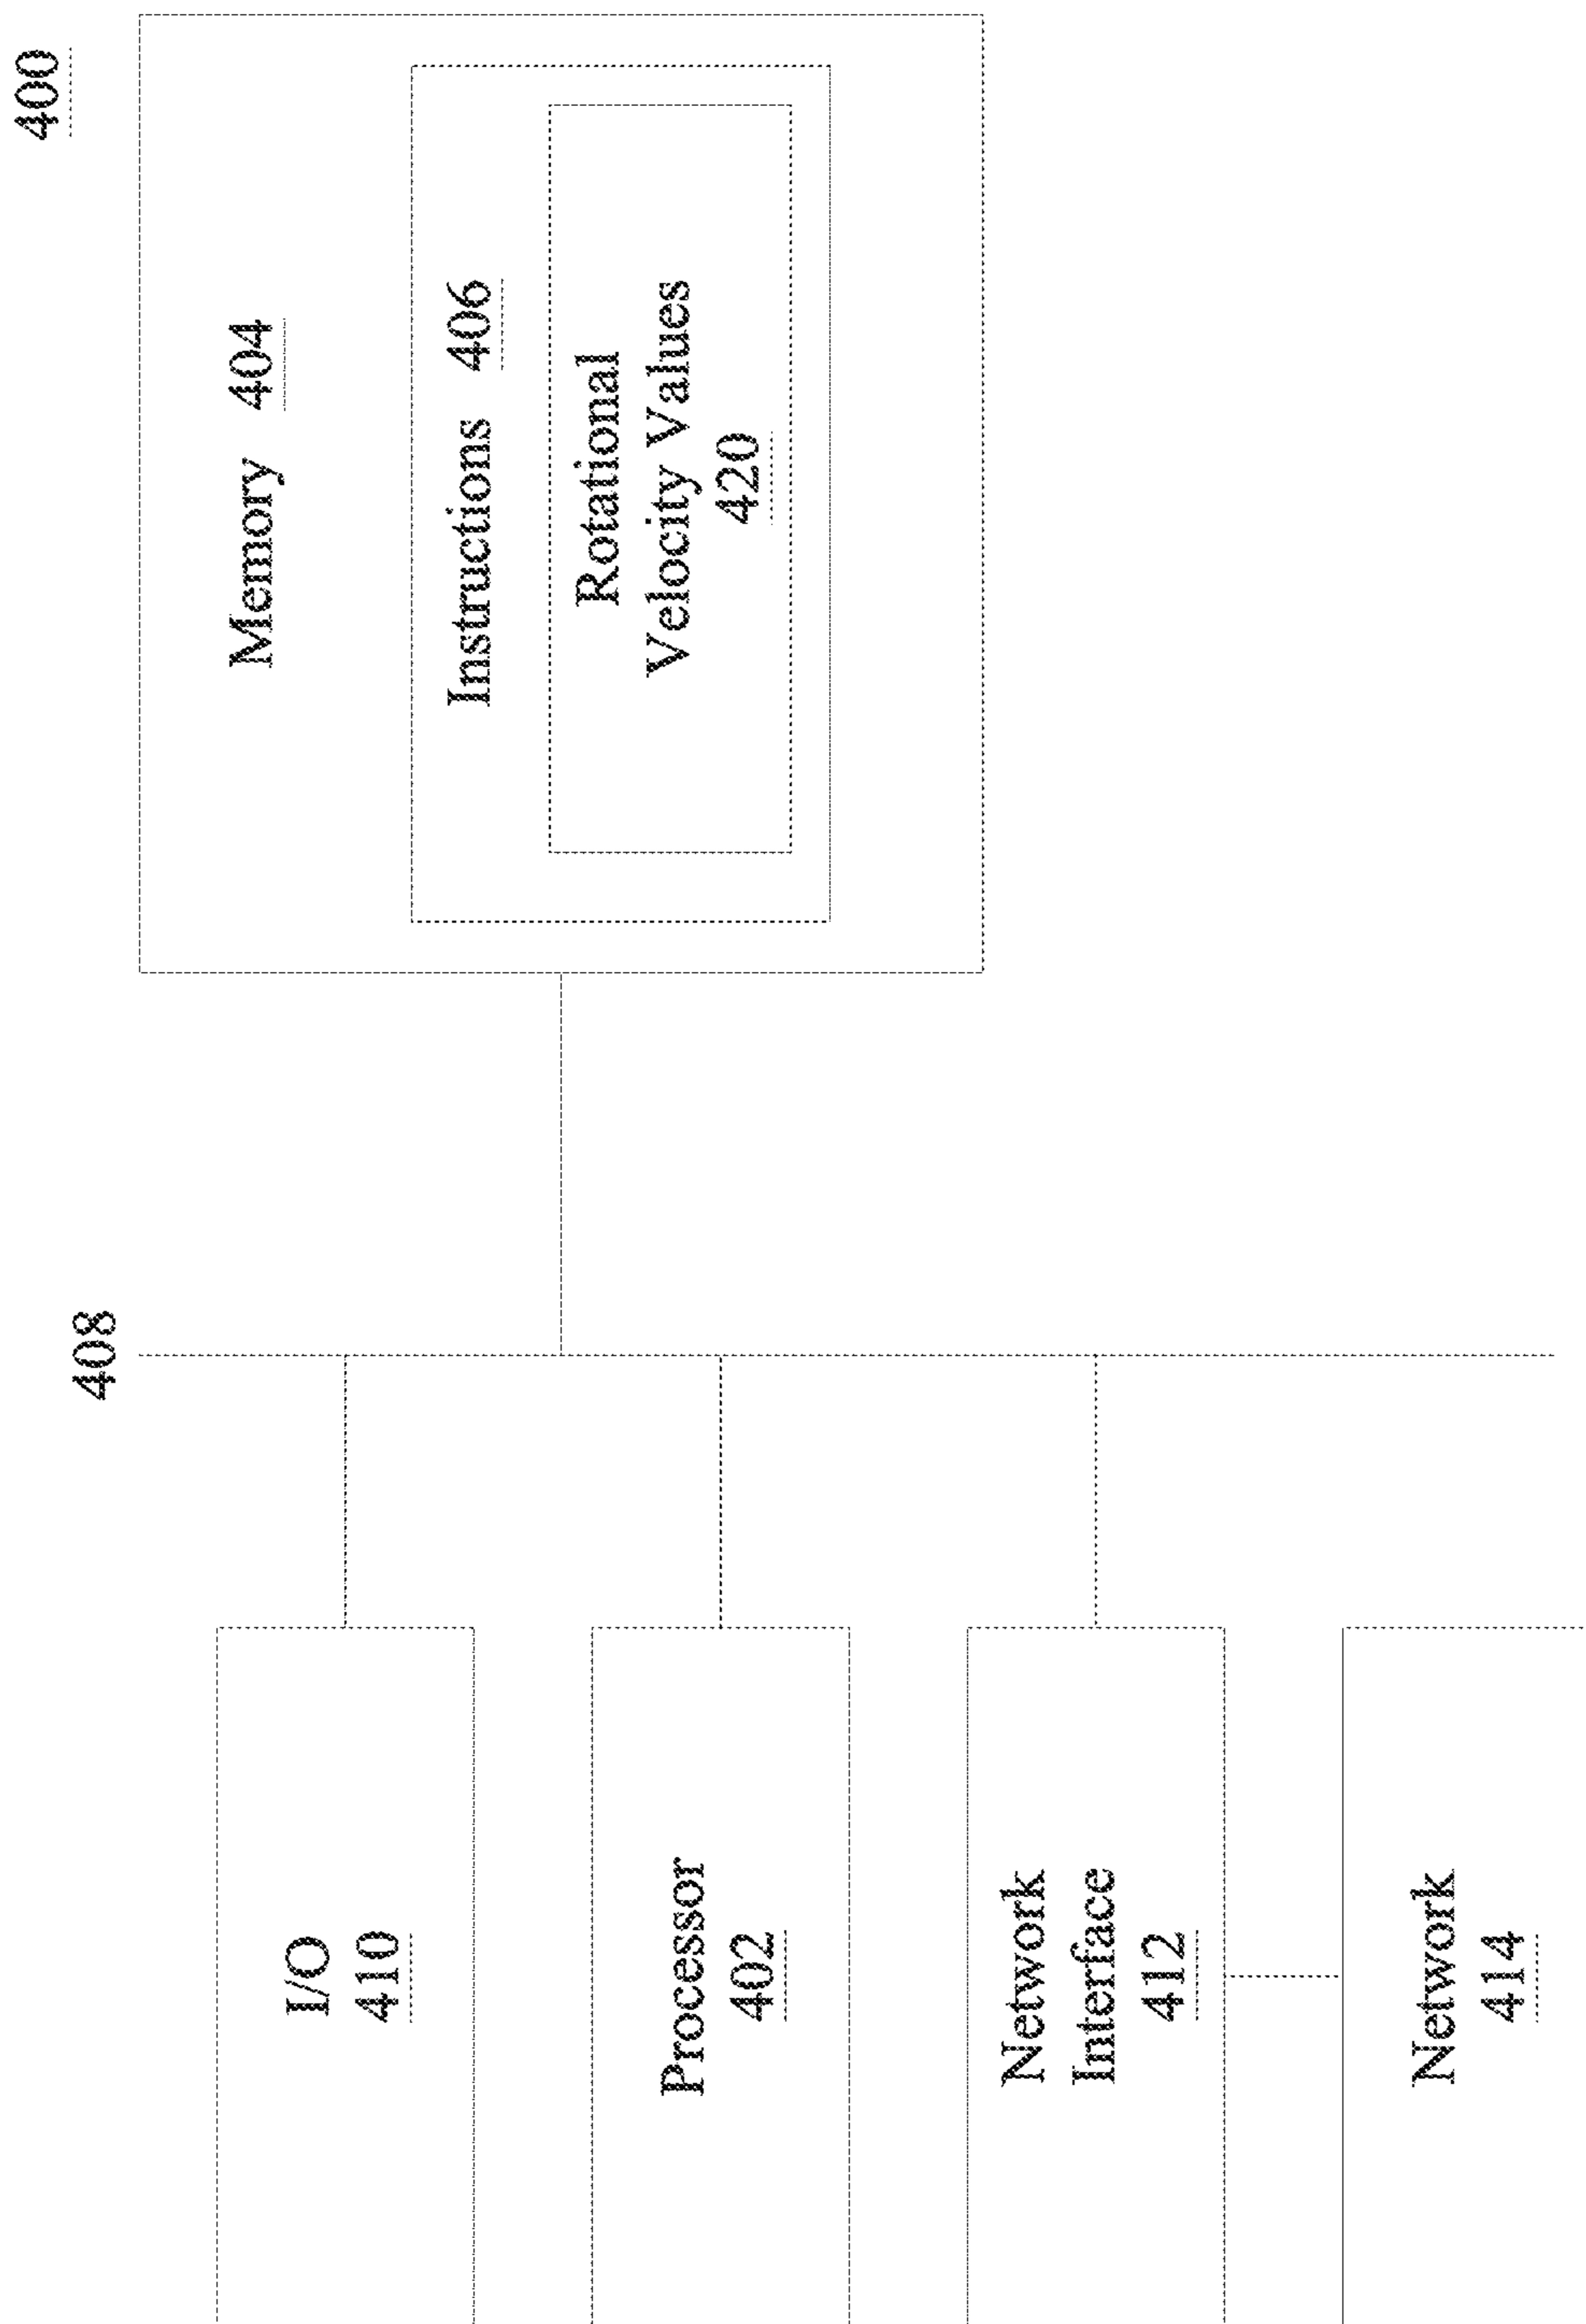 400
408
I/O
410
Processor
402
Network
Interface
412
Network
414
Memory 404
Instructions 406
Rotational
Velocity Values
420